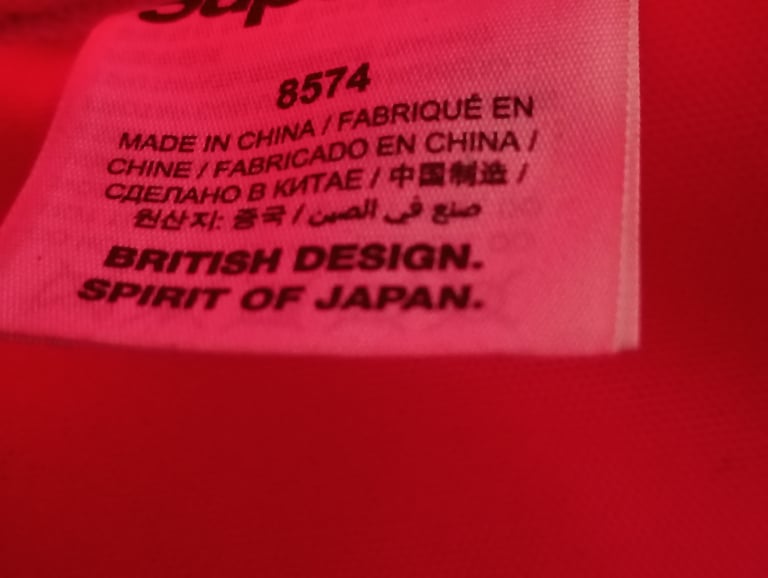 8574
MADE IN CHINA / FABRIQUÉ EN
CHINE / FABRICADO EN CHINA /
СДЕЛАНО В КИТАЕ / 中国制造 /
원산지: 중국 / صنع في الصين
BRITISH DESIGN.
SPIRIT OF JAPAN.